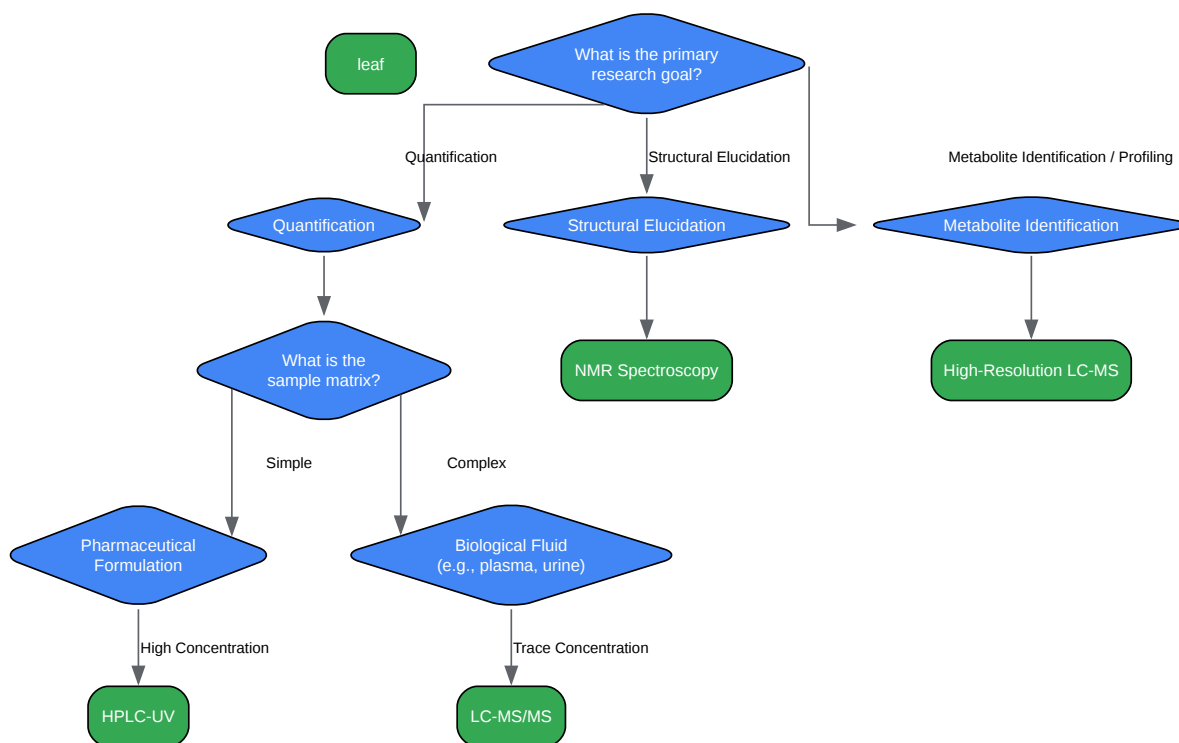 leaf
What is the primary
research goal?
Quantification
Structural Elucidation
Metabolite Identification / Profiling
Quantification
Structural Elucidation
Metabolite Identification
What is the
sample matrix?
NMR Spectroscopy
High-Resolution LC-MS
Simple
Complex
Pharmaceutical
Formulation
Biological Fluid
(e.g., plasma, urine)
High Concentration
Trace Concentration
HPLC-UV
LC-MS/MS